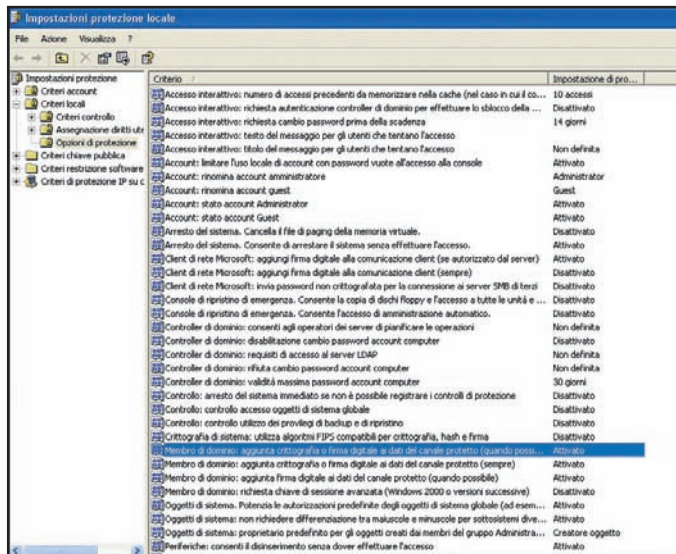 Impostazioni protezione locale
File Azione Visualizza ?
Impostazioni protezione
Criteri account
Criteri locali
Criteri controllo
Assegnazione diritti ute
Opzioni di protezione
Criteri chiave pubblica
Criteri restrizione software
Criteri di protezione IP su c
Criterio Impostazione di pro...
Accesso interattivo: numero di accessi precedenti da memorizzare nella cache (nel caso in cui il co... 10 accessi
Accesso interattivo: richiesta autenticazione controller di dominio per effettuare lo sblocco della ... Disattivato
Accesso interattivo: richiesta cambio password prima della scadenza 14 giorni
Accesso interattivo: testo del messaggio per gli utenti che tentano l'accesso
Accesso interattivo: titolo del messaggio per gli utenti che tentano l'accesso Non definita
Account: limitare l'uso locale di account con password vuote all'accesso alla console Attivato
Account: rinomina account amministratore Administrator
Account: rinomina account guest Guest
Account: stato account Administrator Attivato
Account: stato account Guest Attivato
Arresto del sistema. Cancella il file di paging della memoria virtuale. Disattivato
Arresto del sistema. Consente di arrestare il sistema senza effettuare l'accesso. Attivato
Client di rete Microsoft: aggiungi firma digitale alla comunicazione client (se autorizzato dal server) Attivato
Client di rete Microsoft: aggiungi firma digitale alla comunicazione client (sempre) Disattivato
Client di rete Microsoft: invia password non crittografata per la connessione ai server SMB di terzi Disattivato
Console di ripristino di emergenza. Consente la copia di dischi floppy e l'accesso a tutte le unità e ... Disattivato
Console di ripristino di emergenza. Consente l'accesso di amministrazione automatico. Disattivato
Controller di dominio: consenti agli operatori dei server di pianificare le operazioni Non definita
Controller di dominio: disabilitazione cambio password account computer Disattivato
Controller di dominio: requisiti di accesso al server LDAP Non definita
Controller di dominio: rifiuta cambio password account computer Non definita
Controller di dominio: validità massima password account computer 30 giorni
Controllo: arresto del sistema immediato se non è possibile registrare i controlli di protezione Disattivato
Controllo: controllo accesso oggetti di sistema globale Disattivato
Controllo: controllo utilizzo dei privilegi di backup e di ripristino Disattivato
Crittografia di sistema: utilizza algoritmi FIPS compatibili per crittografia, hash e firma Disattivato
Membro di dominio: aggiunta crittografia o firma digitale ai dati del canale protetto (quando possi... Attivato
Membro di dominio: aggiunta crittografia o firma digitale ai dati del canale protetto (sempre) Attivato
Membro di dominio: aggiunta firma digitale ai dati del canale protetto (quando possibile) Attivato
Membro di dominio: richiesta chiave di sessione avanzata (Windows 2000 o versioni successive) Disattivato
Oggetti di sistema. Potenzia le autorizzazioni predefinite degli oggetti di sistema globale (ad esem... Attivato
Oggetti di sistema: non richiedere differenziazione tra maiuscole e minuscole per sottosistemi dive... Attivato
Oggetti di sistema: proprietario predefinito per gli oggetti creati dai membri del gruppo Administra... Creatore oggetto
Periferiche: consenti il disinserimento senza dover effettuare l'accesso Attivato